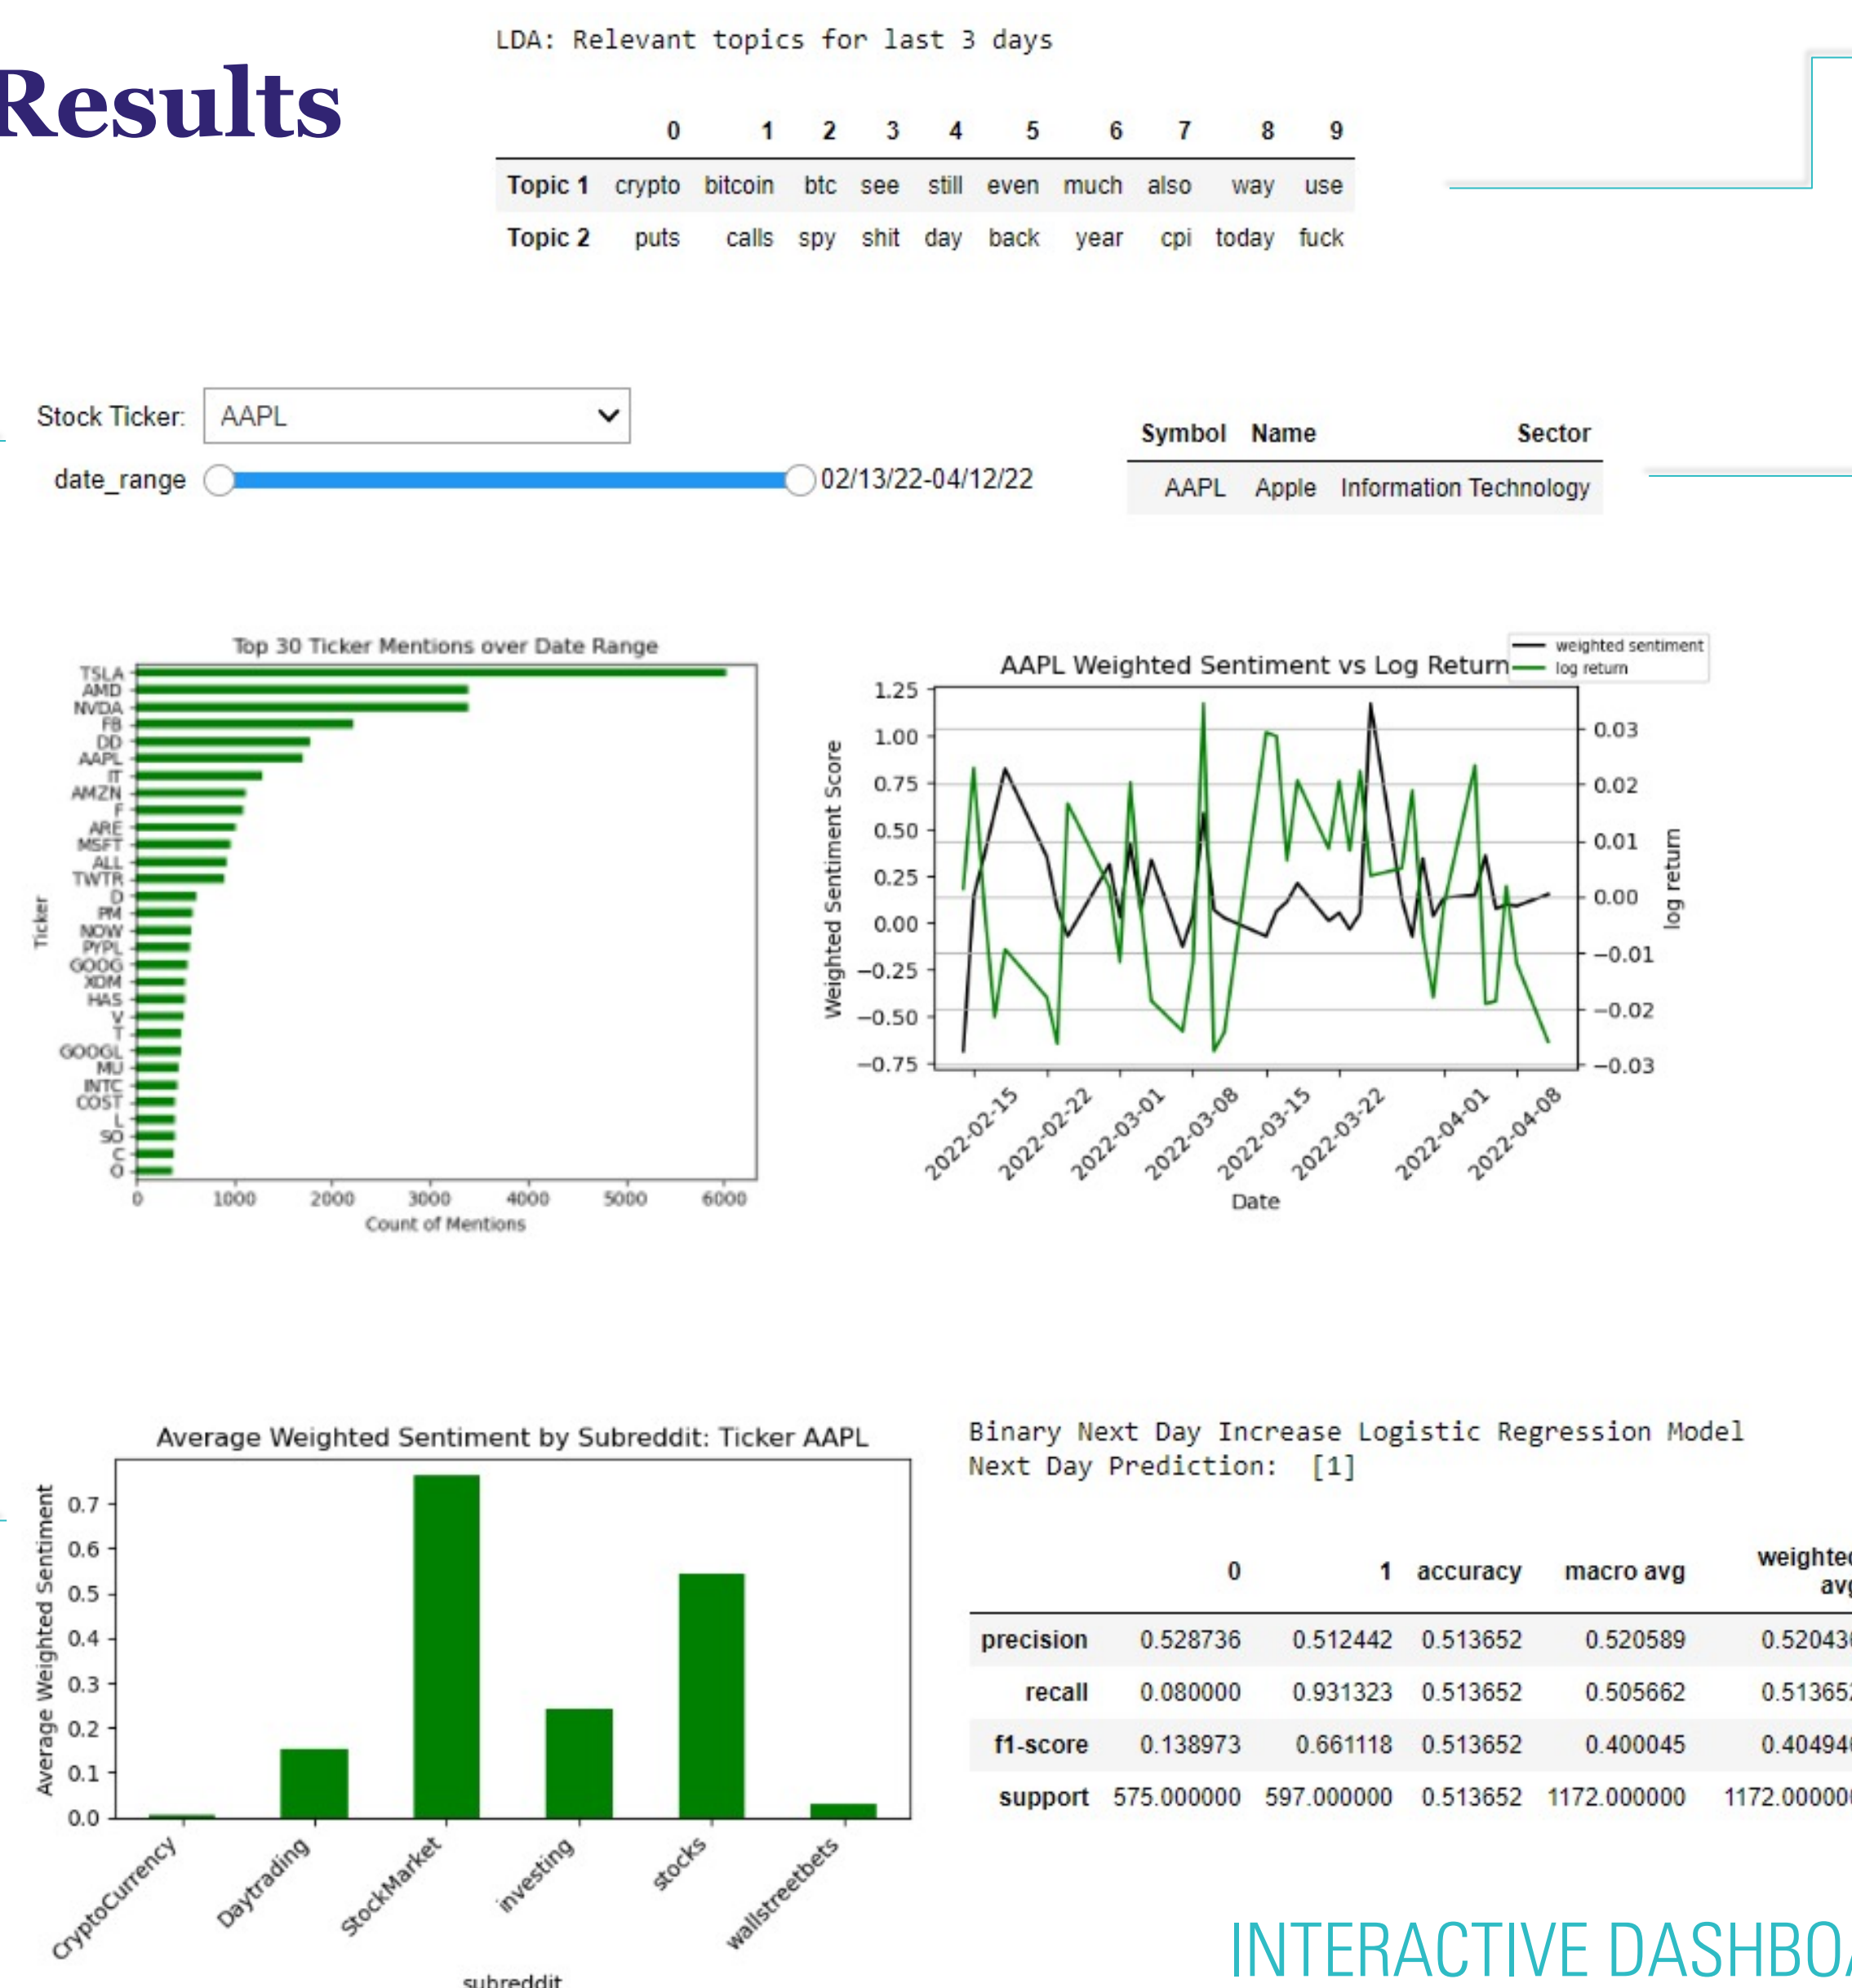 LDA: Relevant topics for last 3 days
Results
0 1 2 3 4 5 6 7 8 9
Topic 1 crypto bitcoin btc see still even much also way use
Topic 2 puts calls spy shit day back year cpi today fuck
Stock Ticker: AAPL
date_range 02/13/22-04/12/22
Symbol Name Sector
AAPL Apple Information Technology
Top 30 Ticker Mentions over Date Range
Ticker
TSLA
AMD
NVDA
FB
DD
AAPL
IT
AMZN
F
ARE
MSFT
ALL
TWTR
D
PM
NOW
PYPL
GOOG
XOM
HAS
V
T
GOOGL
MU
INTC
COST
L
SO
C
O
0 1000 2000 3000 4000 5000 6000
Count of Mentions
AAPL Weighted Sentiment vs Log Return
weighted sentiment
log return
Weighted Sentiment Score
1.25
1.00
0.75
0.50
0.25
0.00
−0.25
−0.50
−0.75
0.03
0.02
0.01
0.00
−0.01
−0.02
−0.03
log return
2022-02-15 2022-02-22 2022-03-01 2022-03-08 2022-03-15 2022-03-22 2022-04-01 2022-04-08
Date
Average Weighted Sentiment by Subreddit: Ticker AAPL
Average Weighted Sentiment
0.7
0.6
0.5
0.4
0.3
0.2
0.1
0.0
CryptoCurrency Daytrading StockMarket investing stocks wallstreetbets
subreddit
Binary Next Day Increase Logistic Regression Model
Next Day Prediction: [1]
0 1 accuracy macro avg weighted avg
precision 0.528736 0.512442 0.513652 0.520589 0.520436
recall 0.080000 0.931323 0.513652 0.505662 0.513652
f1-score 0.138973 0.661118 0.513652 0.400045 0.404946
support 575.000000 597.000000 0.513652 1172.000000 1172.000000
INTERACTIVE DASHBOA